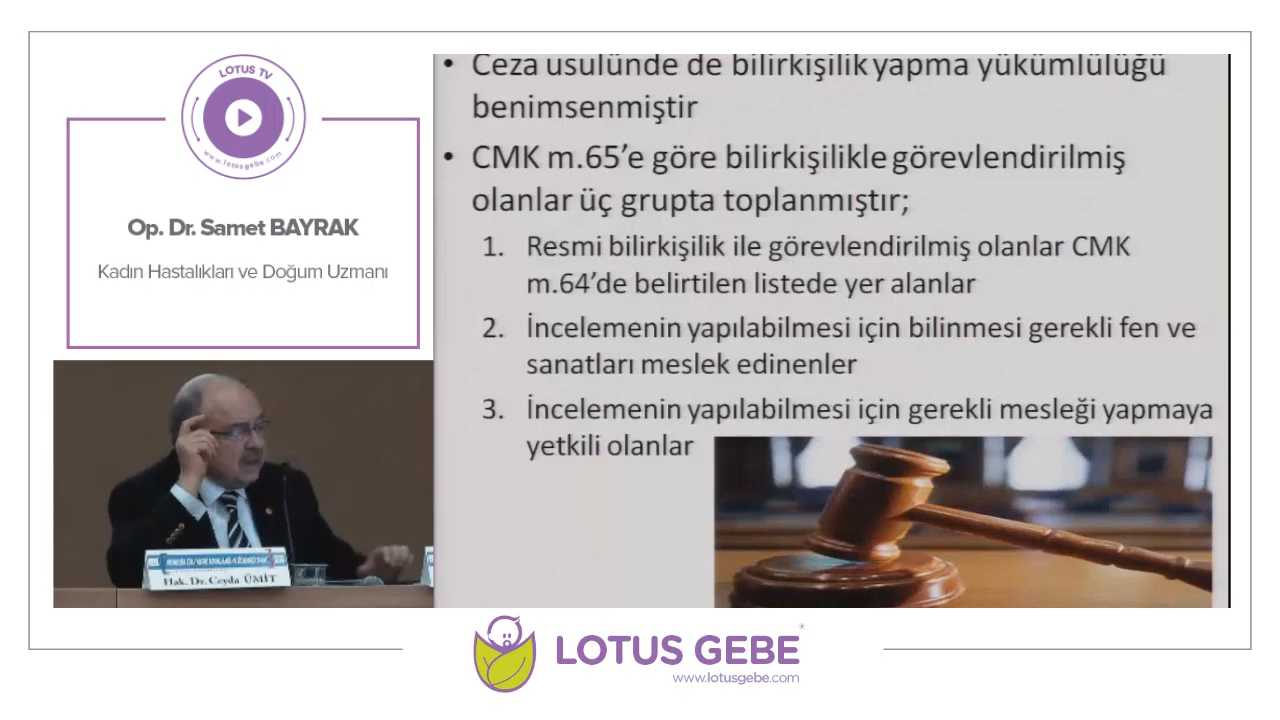 LOTUS TV
www.lotusgebe.com
Op. Dr. Samet BAYRAK
Kadın Hastalıkları ve Doğum Uzmanı
• Ceza usulünde de bilirkişilik yapma yükümlülüğü
benimsenmiştir
• CMK m.65’e göre bilirkişilikle görevlendirilmiş
olanlar üç grupta toplanmıştır;
1. Resmi bilirkişilik ile görevlendirilmiş olanlar CMK
m.64’de belirtilen listede yer alanlar
2. İncelemenin yapılabilmesi için bilinmesi gerekli fen ve
sanatları meslek edinenler
3. İncelemenin yapılabilmesi için gerekli mesleği yapmaya
yetkili olanlar
Hak. Dr. Ceyda ÜMİT
LOTUS GEBE®
www.lotusgebe.com